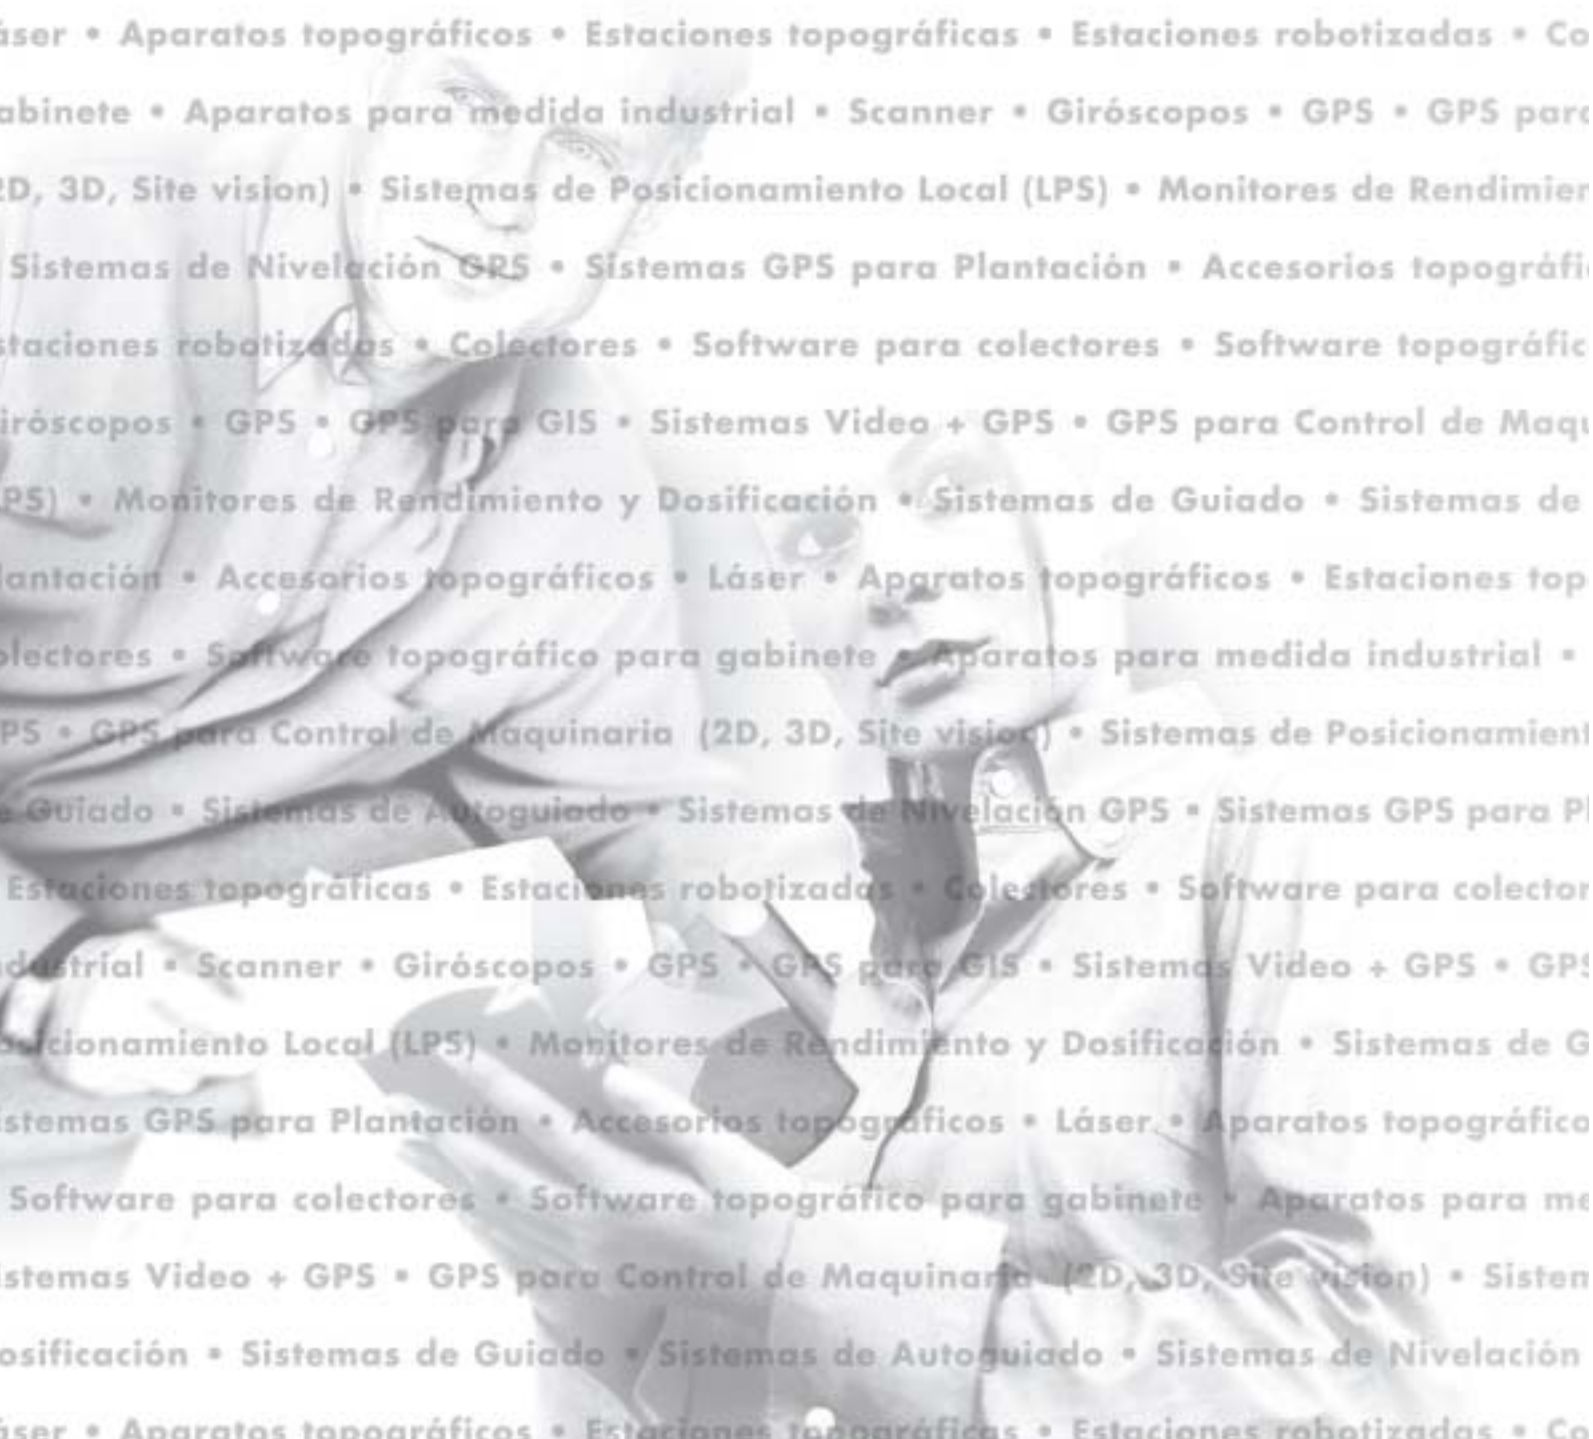 áser • Aparatos topográficos • Estaciones topográficas • Estaciones robotizadas • Co
abinete • Aparatos para medida industrial • Scanner • Giróscopos • GPS • GPS para
2D, 3D, Site vision) • Sistemas de Posicionamiento Local (LPS) • Monitores de Rendimien
Sistemas de Nivelación GPS • Sistemas GPS para Plantación • Accesorios topográfic
staciones robotizadas • Colectores • Software para colectores • Software topográfic
iróscopos • GPS • GPS para GIS • Sistemas Video + GPS • GPS para Control de Maqu
PS) • Monitores de Rendimiento y Dosificación • Sistemas de Guiado • Sistemas de
lantación • Accesorios topográficos • Láser • Aparatos topográficos • Estaciones top
olectores • Software topográfico para gabinete • Aparatos para medida industrial •
PS • GPS para Control de Maquinaria (2D, 3D, Site vision) • Sistemas de Posicionamient
e Guiado • Sistemas de Autoguiado • Sistemas de Nivelación GPS • Sistemas GPS para Pl
Estaciones topográficas • Estaciones robotizadas • Colectores • Software para colector
dustrial • Scanner • Giróscopos • GPS • GPS para GIS • Sistemas Video + GPS • GPS
osicionamiento Local (LPS) • Monitores de Rendimiento y Dosificación • Sistemas de G
istemas GPS para Plantación • Accesorios topográficos • Láser • Aparatos topográfico
Software para colectores • Software topográfico para gabinete • Aparatos para me
istemas Video + GPS • GPS para Control de Maquinaria (2D, 3D, Site vision) • Sistem
osificación • Sistemas de Guiado • Sistemas de Autoguiado • Sistemas de Nivelación
áser • Aparatos topográficos • Estaciones topográficas • Estaciones robotizadas • Co